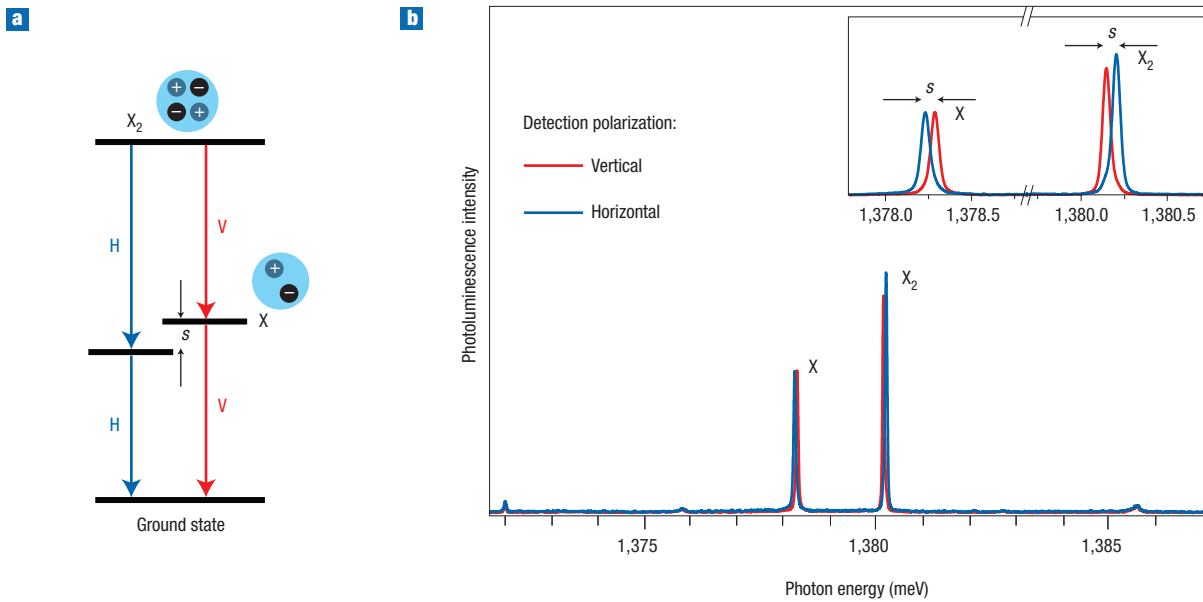 a
X2
+ −
− +
H
V
+
−
s
X
H
V
Ground state
b
Photoluminescence intensity
Detection polarization:
Vertical
Horizontal
s
X
s
X2
1,378.0
1,378.5
1,380.0
1,380.5
X
X2
1,375
1,380
1,385
Photon energy (meV)